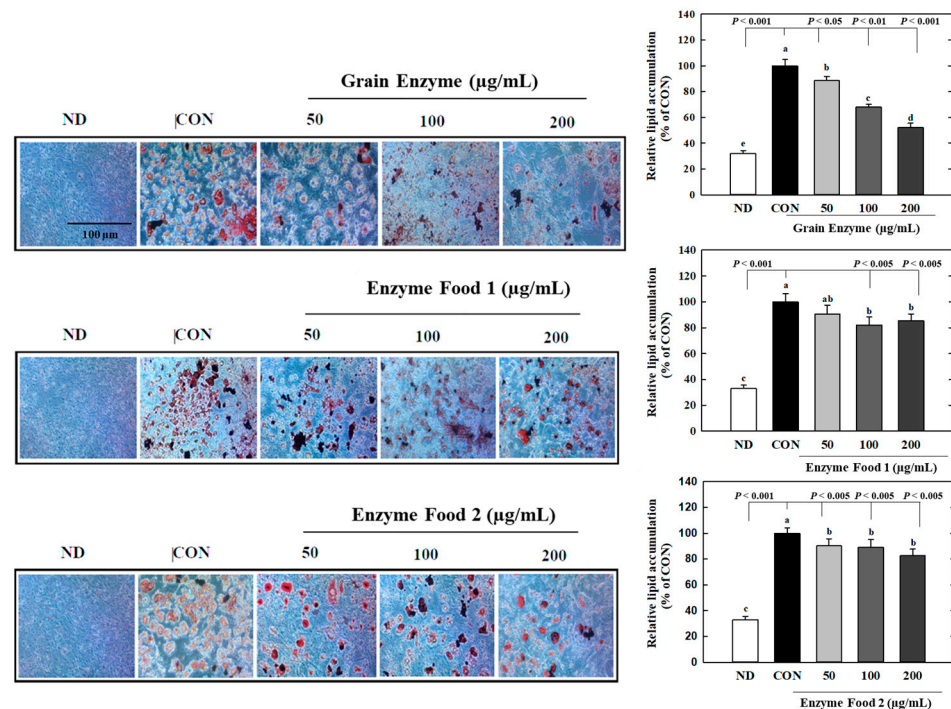 Grain Enzyme (µg/mL)
ND |CON 50 100 200
100 µm
Enzyme Food 1 (µg/mL)
ND |CON 50 100 200
Enzyme Food 2 (µg/mL)
ND |CON 50 100 200
Relative lipid accumulation
(% of CON)
140
120
100
80
60
40
20
0
P < 0.001 P < 0.05 P < 0.01 P < 0.001
e a b c d
ND CON 50 100 200
Grain Enzyme (µg/mL)
Relative lipid accumulation
(% of CON)
140
120
100
80
60
40
20
0
P < 0.001 P < 0.005 P < 0.005
c a ab b b
ND CON 50 100 200
Enzyme Food 1 (µg/mL)
Relative lipid accumulation
(% of CON)
140
120
100
80
60
40
20
0
P < 0.001 P < 0.005 P < 0.005 P < 0.005
c a b b b
ND CON 50 100 200
Enzyme Food 2 (µg/mL)